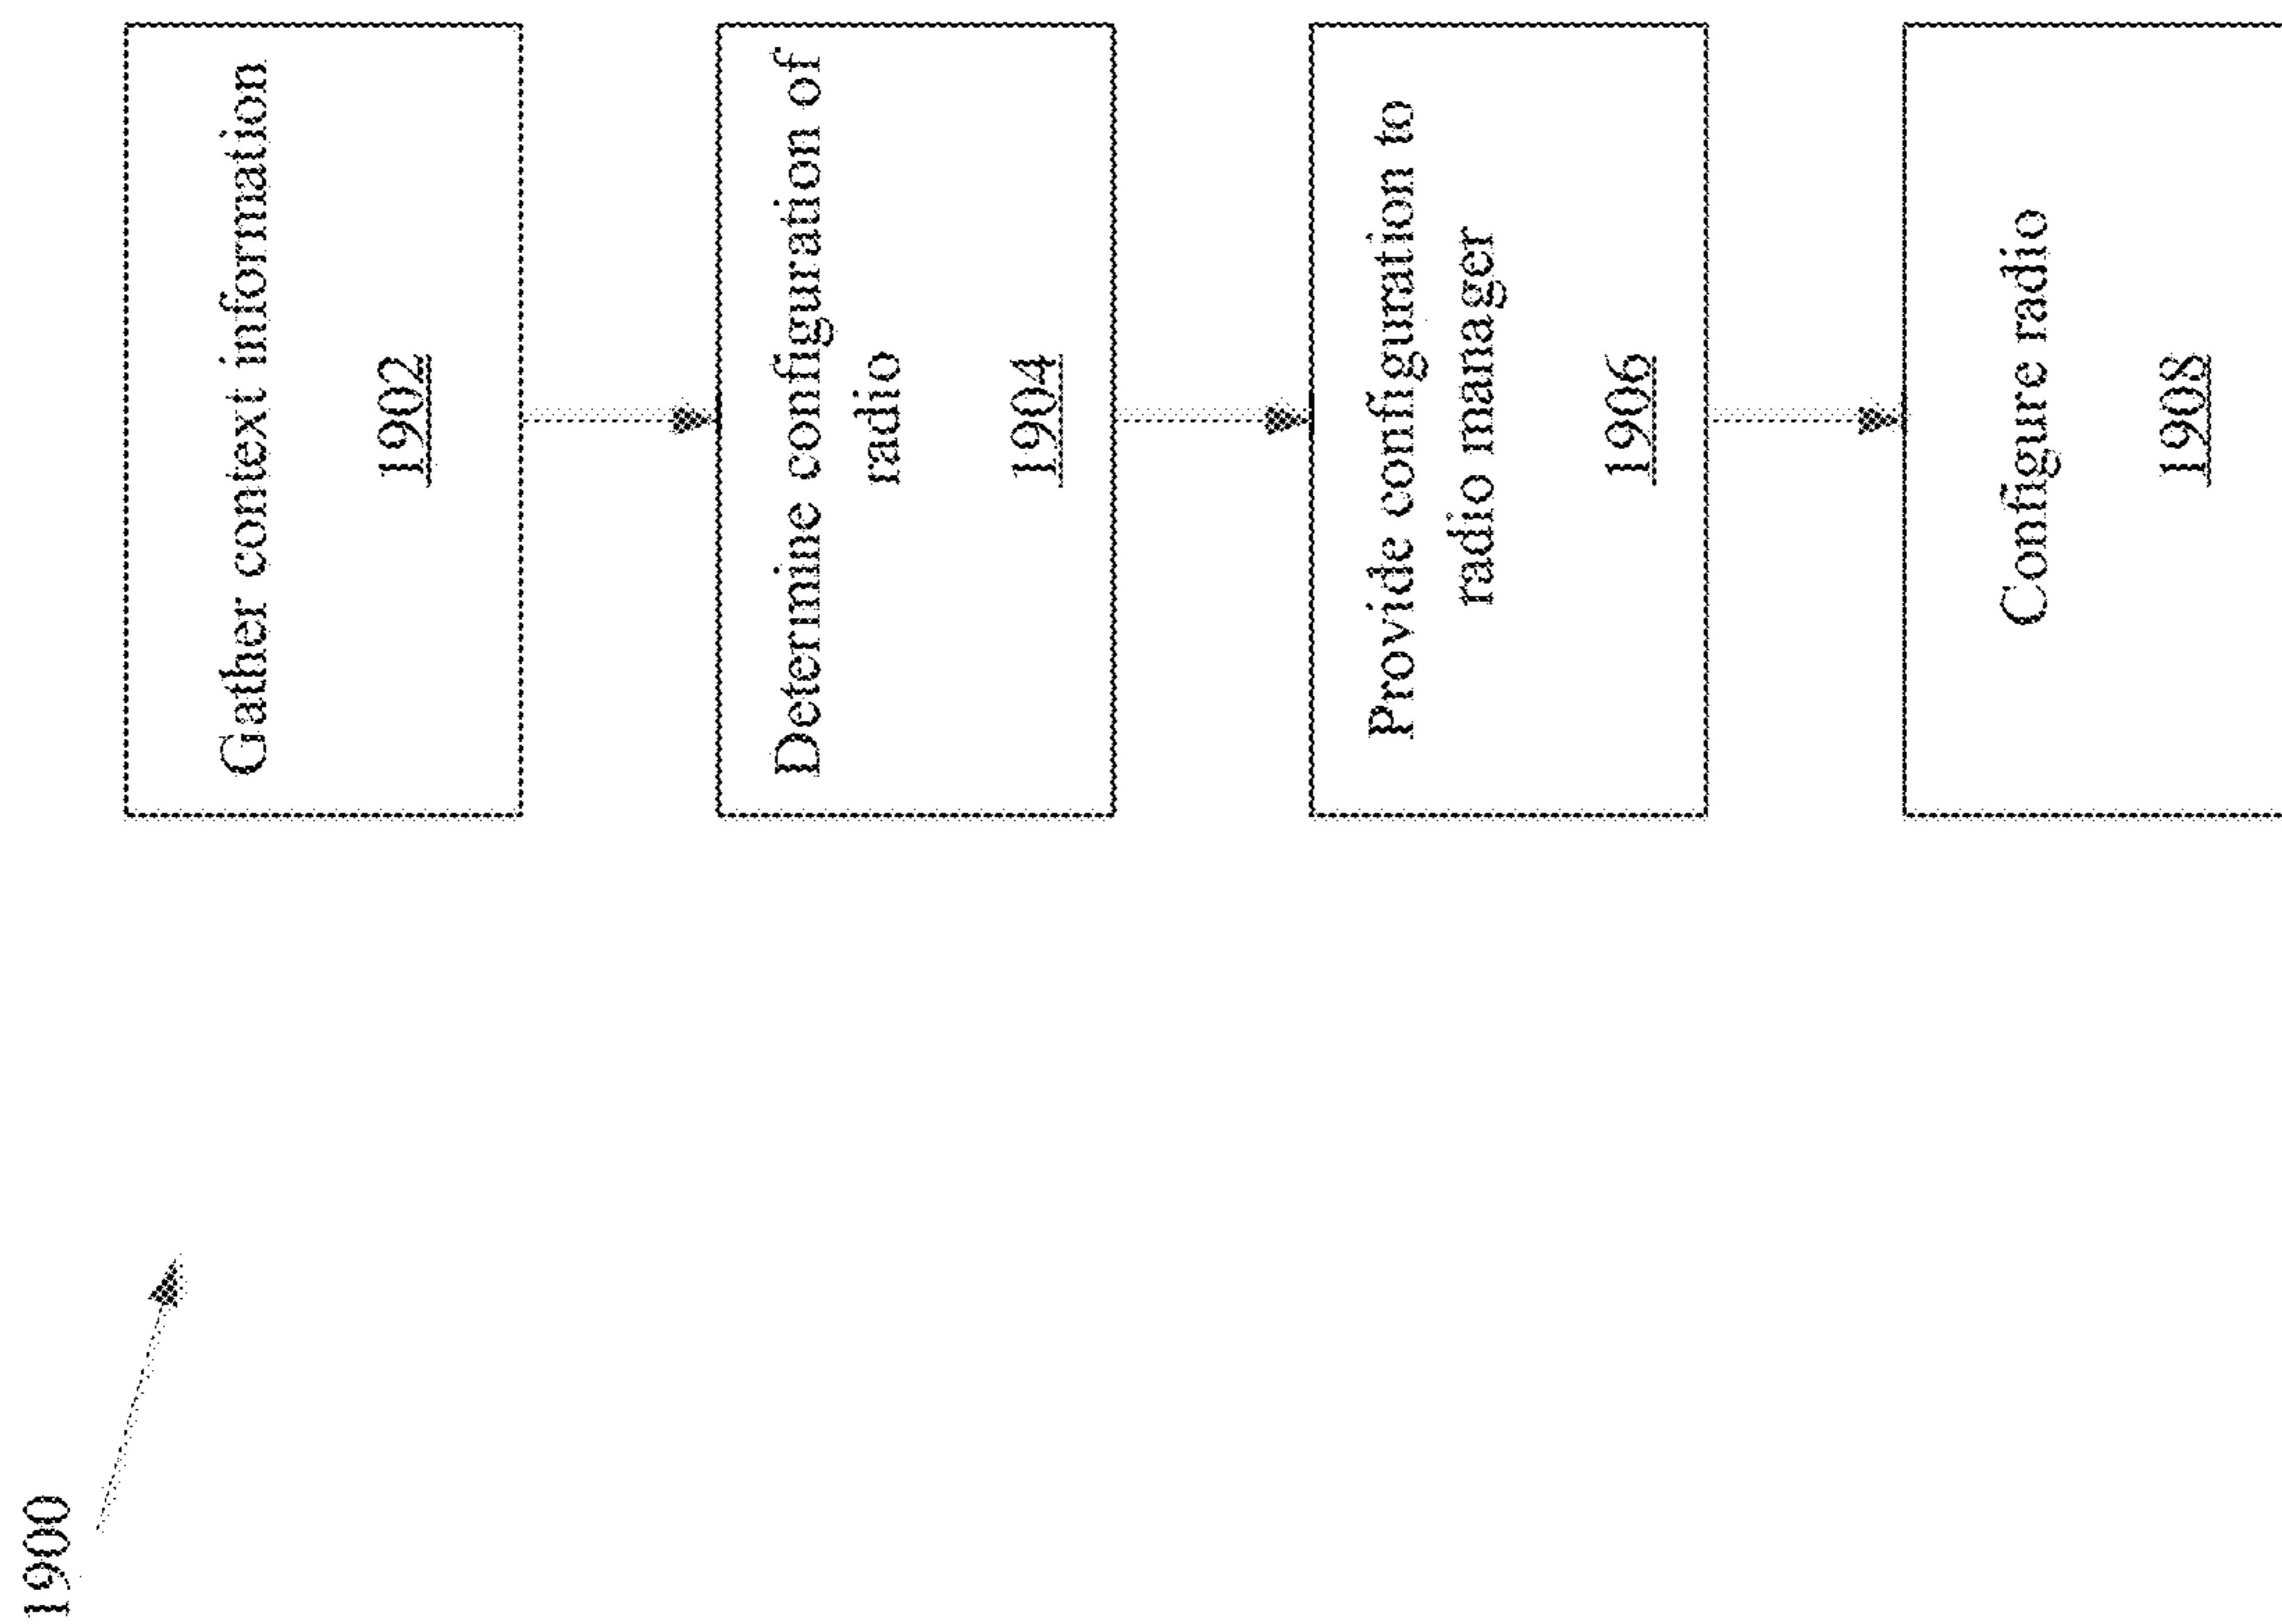 1900
Gather context information
1902
Determine configuration of
radio
1904
Provide configuration to
radio manager
1906
Configure radio
1908